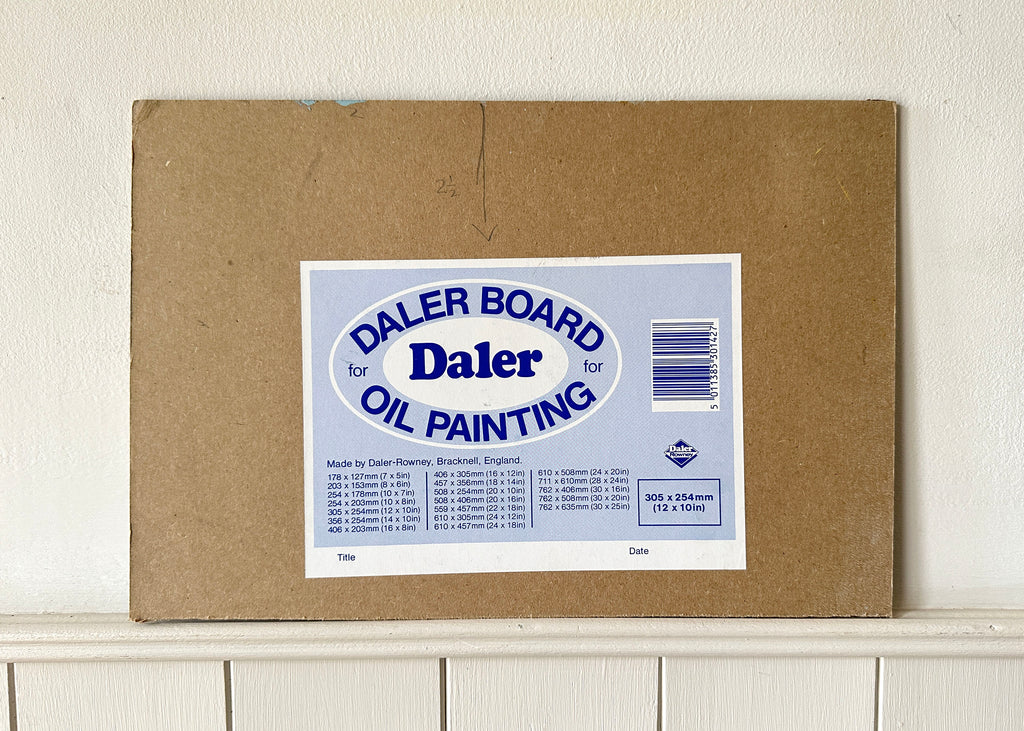 2
2½
DALER BOARD
for Daler for
OIL PAINTING
5 011385 301427
Made by Daler-Rowney, Bracknell, England.
178 x 127mm (7 x 5in)
203 x 153mm (8 x 6in)
254 x 178mm (10 x 7in)
254 x 203mm (10 x 8in)
305 x 254mm (12 x 10in)
356 x 254mm (14 x 10in)
406 x 203mm (16 x 8in)
406 x 305mm (16 x 12in)
457 x 356mm (18 x 14in)
508 x 254mm (20 x 10in)
508 x 406mm (20 x 16in)
559 x 457mm (22 x 18in)
610 x 305mm (24 x 12in)
610 x 457mm (24 x 18in)
610 x 508mm (24 x 20in)
711 x 610mm (28 x 24in)
762 x 406mm (30 x 16in)
762 x 508mm (30 x 20in)
762 x 635mm (30 x 25in)
Daler
Rowney
305 x 254mm
(12 x 10in)
Title
Date